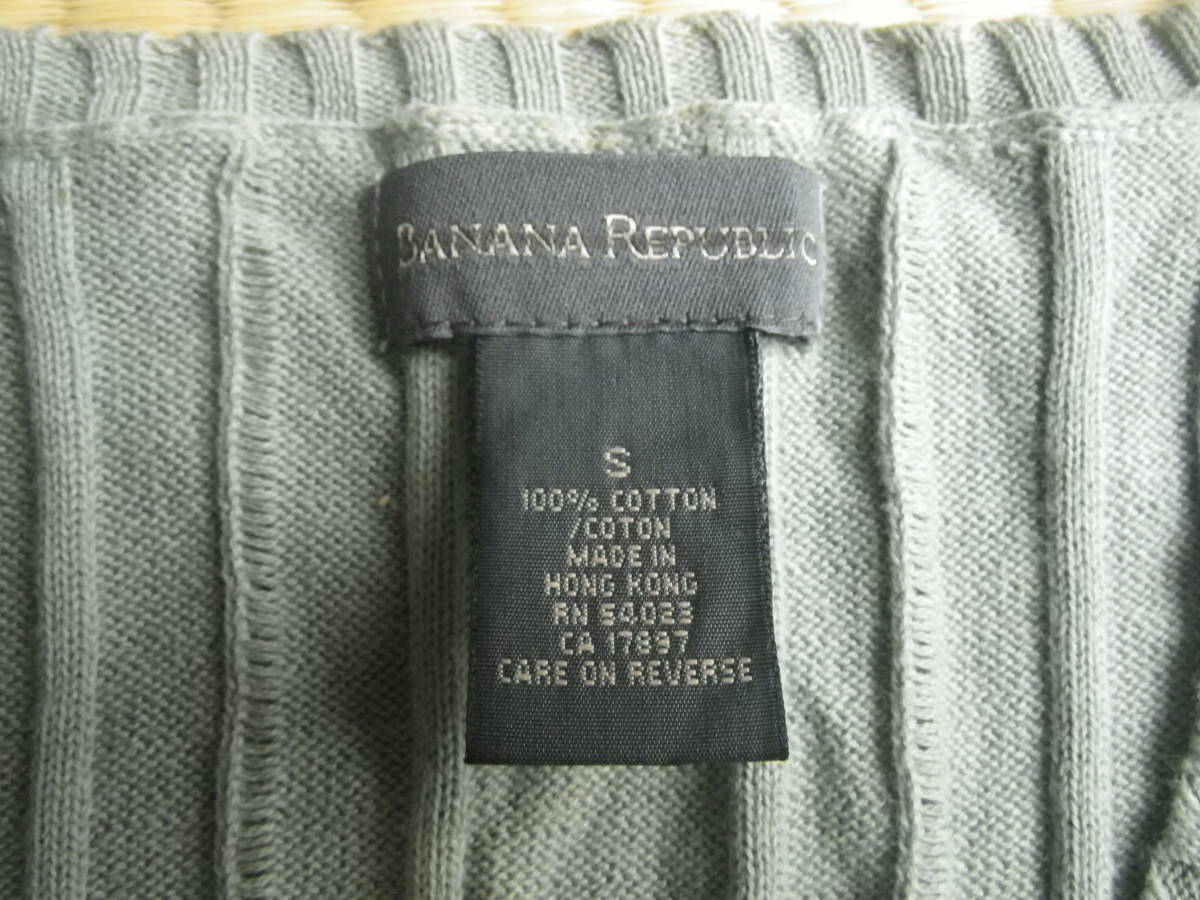 BANANA REPUBLIC
S
100% COTTON
/COTON
MADE IN
HONG KONG
RN 54023
CA 17897
CARE ON REVERSE